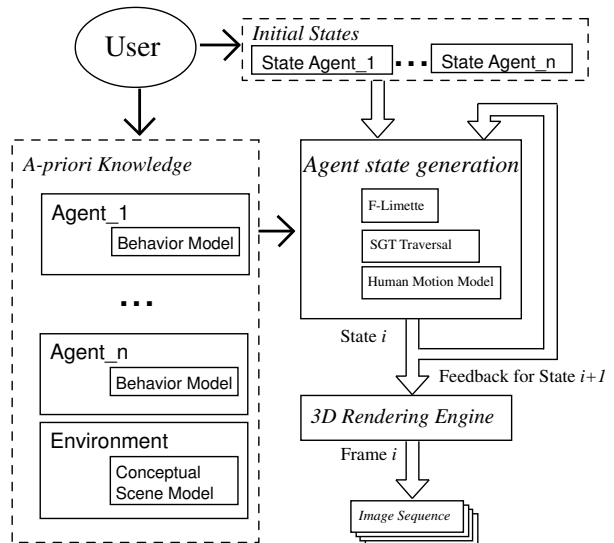 User
Initial States
State Agent_1
...
State Agent_n
A-priori Knowledge
Agent_1
Behavior Model
...
Agent_n
Behavior Model
Environment
Conceptual
Scene Model
Agent state generation
F-Limette
SGT Traversal
Human Motion Model
State i
Feedback for State i+1
3D Rendering Engine
Frame i
Image Sequence